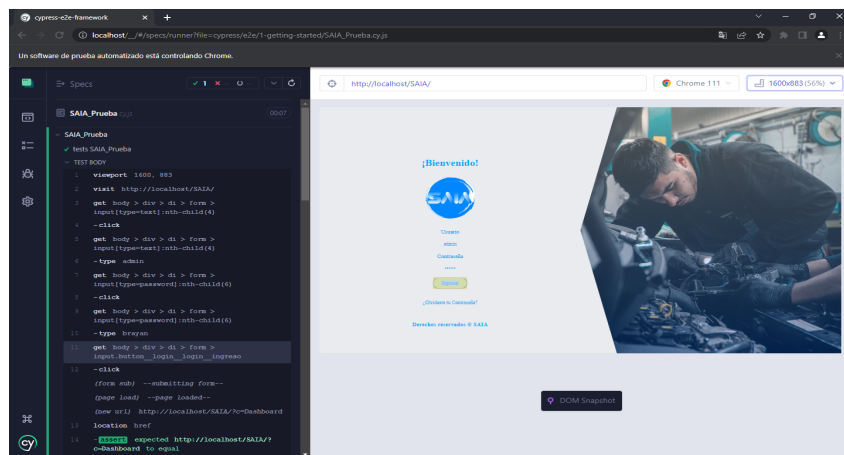 cypress-e2e-framework
localhost/__/#/specs/runner?file=cypress/e2e/1-getting-started/SAIA_Prueba.cy.js
Un software de prueba automatizado está controlando Chrome.
Specs
1
http://localhost/SAIA/
Chrome 111
1600x883 (56%)
SAIA_Prueba cy.js
00:07
SAIA_Prueba
tests SAIA_Prueba
TEST BODY
1 viewport 1600, 883
2 visit http://localhost/SAIA/
3 get body > div > di > form >
input[type=text]:nth-child(4)
4 -click
5 get body > div > di > form >
input[type=text]:nth-child(4)
6 -type admin
7 get body > div > di > form >
input[type=password]:nth-child(6)
8 -click
9 get body > div > di > form >
input[type=password]:nth-child(6)
10 -type brayan
11 get body > div > di > form >
input.button__login__login__ingreso
12 -click
(form sub) --submitting form--
(page load) --page loaded--
(new url) http://localhost/SAIA/?c=Dashboard
13 location href
14 -assert expected http://localhost/SAIA/?
c=Dashboard to equal
cy
¡Bienvenido!
SAIA
Usuario
admin
Contraseña
Ingresar
¿Olvidaste tu Contraseña?
Derechos reservados ® SAIA
DOM Snapshot